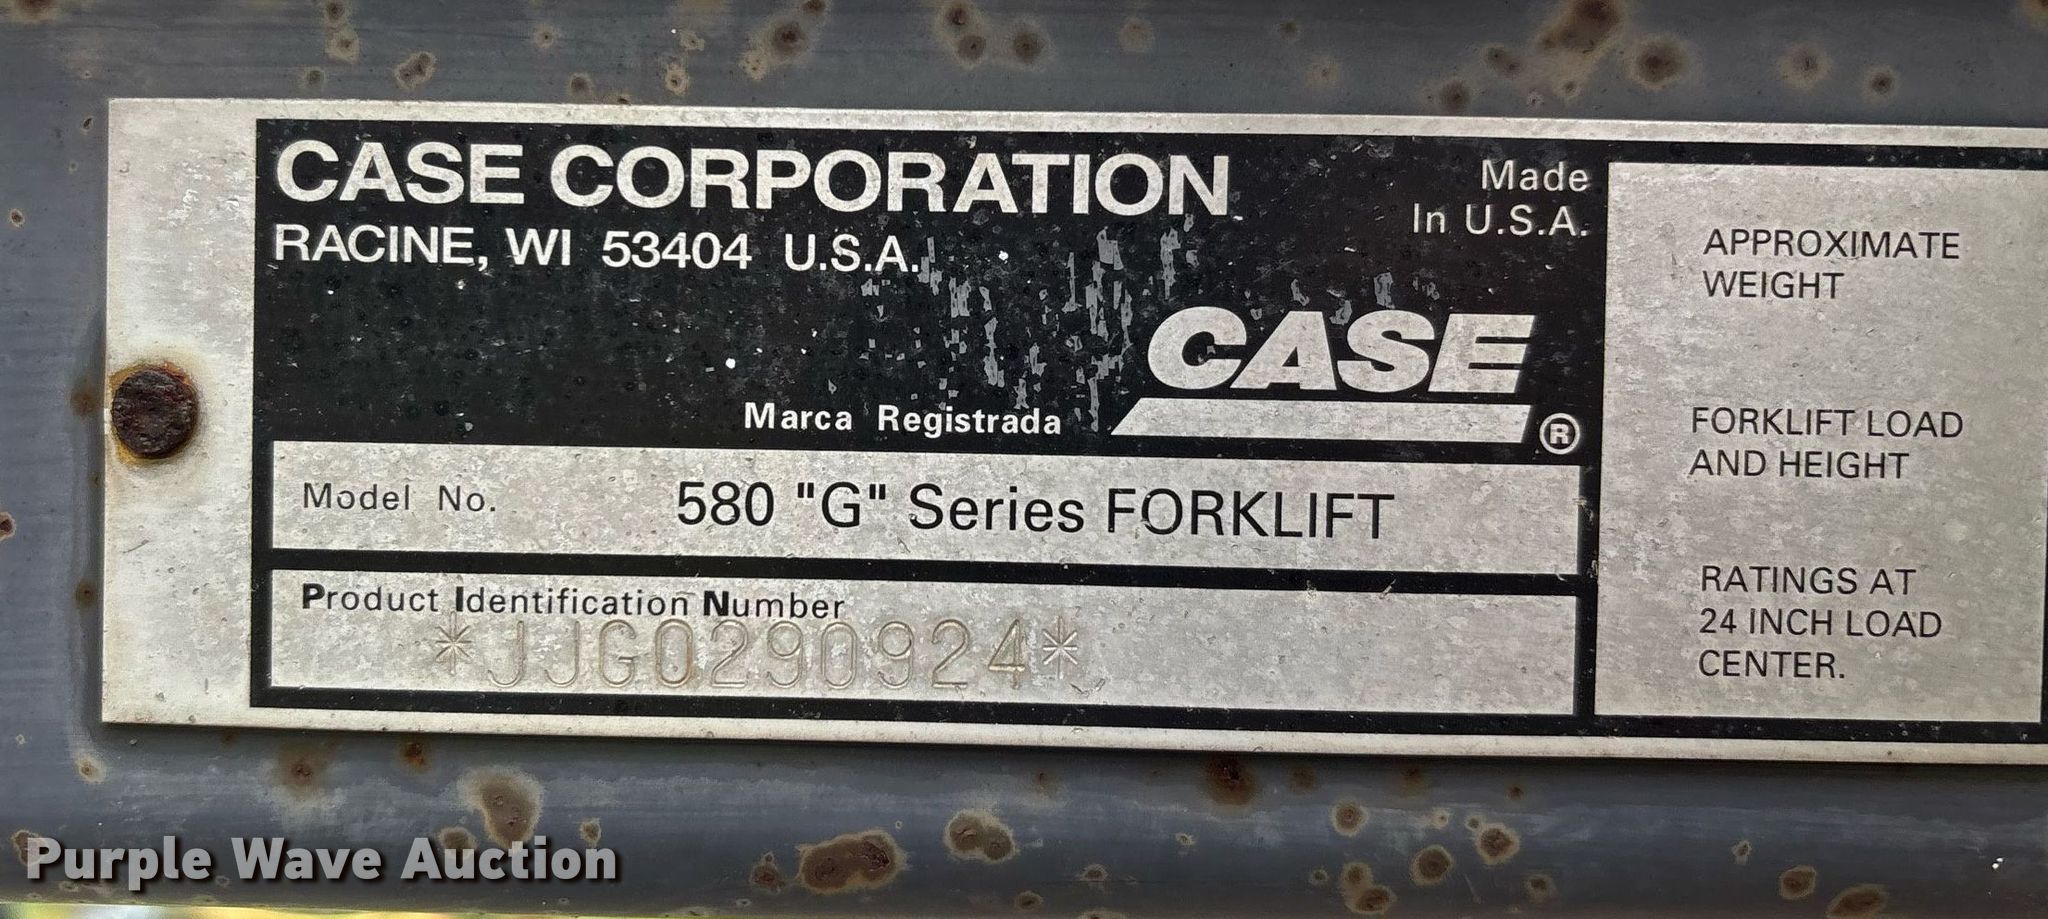 CASE CORPORATION
RACINE, WI 53404 U.S.A.
Made
In U.S.A.
CASE
Marca Registrada ®
Model No. 580 "G" Series FORKLIFT
Product Identification Number
*JJG0290924*
APPROXIMATE
WEIGHT
FORKLIFT LOAD
AND HEIGHT
RATINGS AT
24 INCH LOAD
CENTER.
Purple Wave Auction